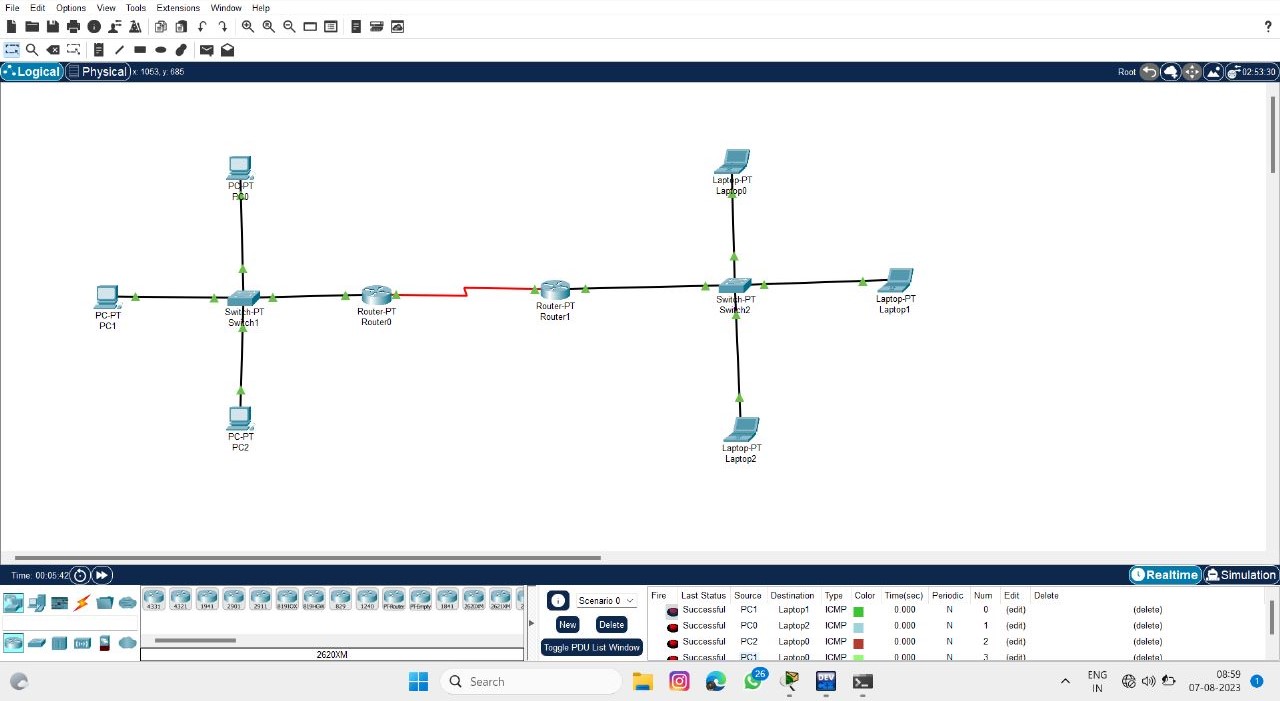 File Edit Options View Tools Extensions Window Help
?
Logical Physical x: 1053, y: 685 Root 02:53:30
PC-PT
PC0
Laptop-PT
Laptop0
PC-PT
PC1
Switch-PT
Switch1
Router-PT
Router0
Router-PT
Router1
Switch-PT
Switch2
Laptop-PT
Laptop1
PC-PT
PC2
Laptop-PT
Laptop2
Time: 00:05:42 Realtime Simulation
4331 4321 1941 2901 2911 819IOX 819HGW 829 1240 PT-Router PT-Empty 1841 2620XM 2621XM 2
2620XM
Scenario 0
New Delete
Toggle PDU List Window
Fire Last Status Source Destination Type Color Time(sec) Periodic Num Edit Delete
Successful PC1 Laptop1 ICMP 0.000 N 0 (edit) (delete)
Successful PC0 Laptop2 ICMP 0.000 N 1 (edit) (delete)
Successful PC2 Laptop0 ICMP 0.000 N 2 (edit) (delete)
Successful PC1 Laptop0 ICMP 0.000 N 3 (edit) (delete)
Search 26 DEV ENG IN 08:59 07-08-2023 1